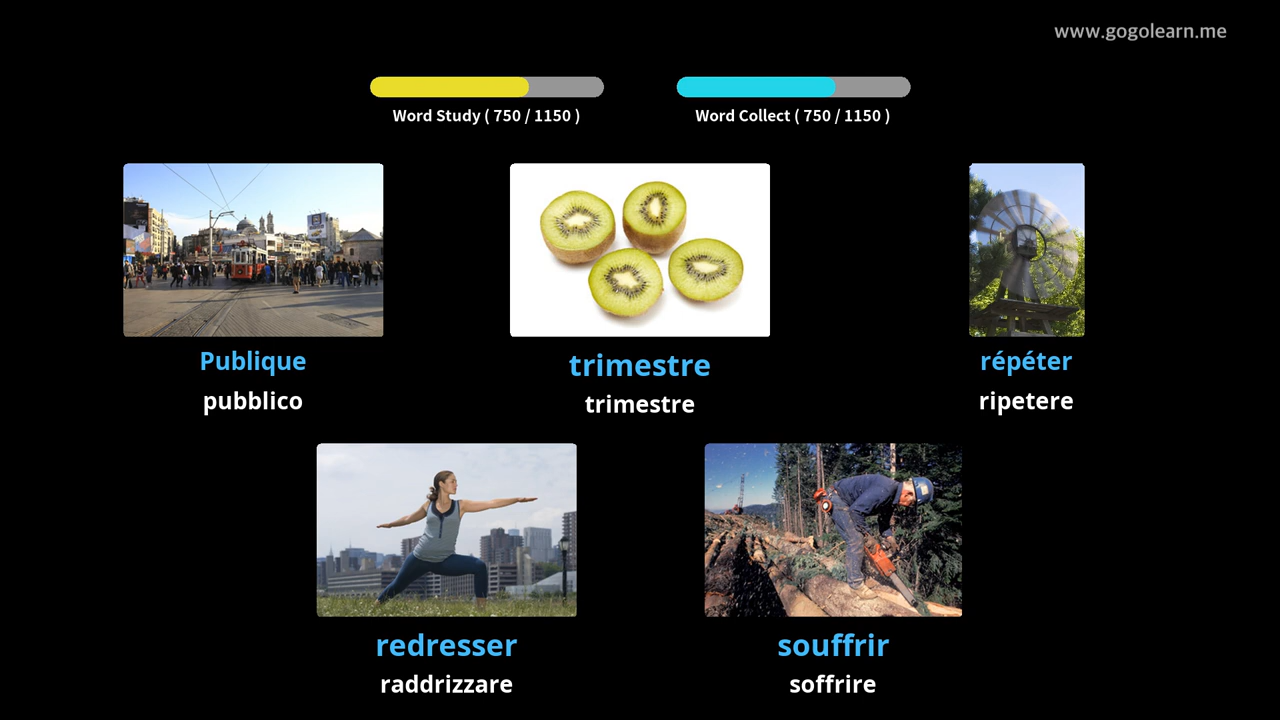 www.gogolearn.me
Word Study ( 750 / 1150 )
Word Collect ( 750 / 1150 )
Publique
pubblico
trimestre
trimestre
répéter
ripetere
redresser
raddrizzare
souffrir
soffrire